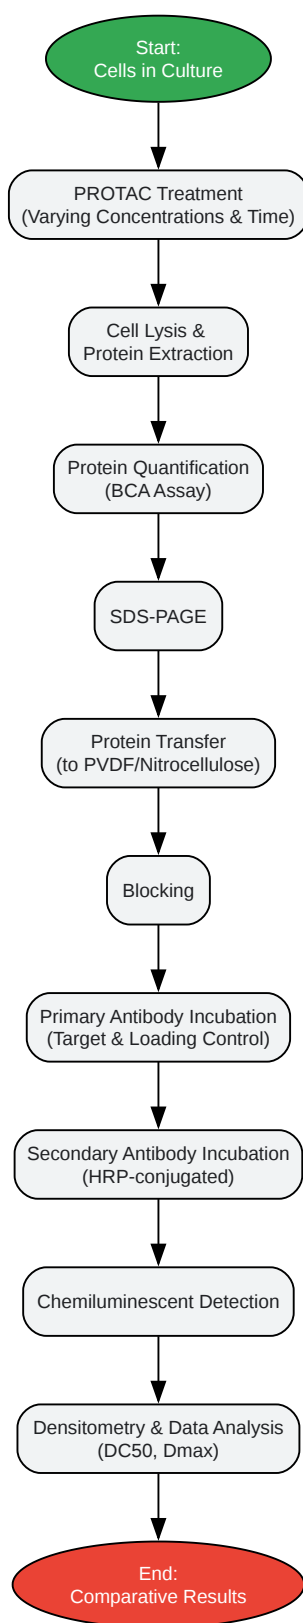 Start:
Cells in Culture
PROTAC Treatment
(Varying Concentrations & Time)
Cell Lysis &
Protein Extraction
Protein Quantification
(BCA Assay)
SDS-PAGE
Protein Transfer
(to PVDF/Nitrocellulose)
Blocking
Primary Antibody Incubation
(Target & Loading Control)
Secondary Antibody Incubation
(HRP-conjugated)
Chemiluminescent Detection
Densitometry & Data Analysis
(DC50, Dmax)
End:
Comparative Results